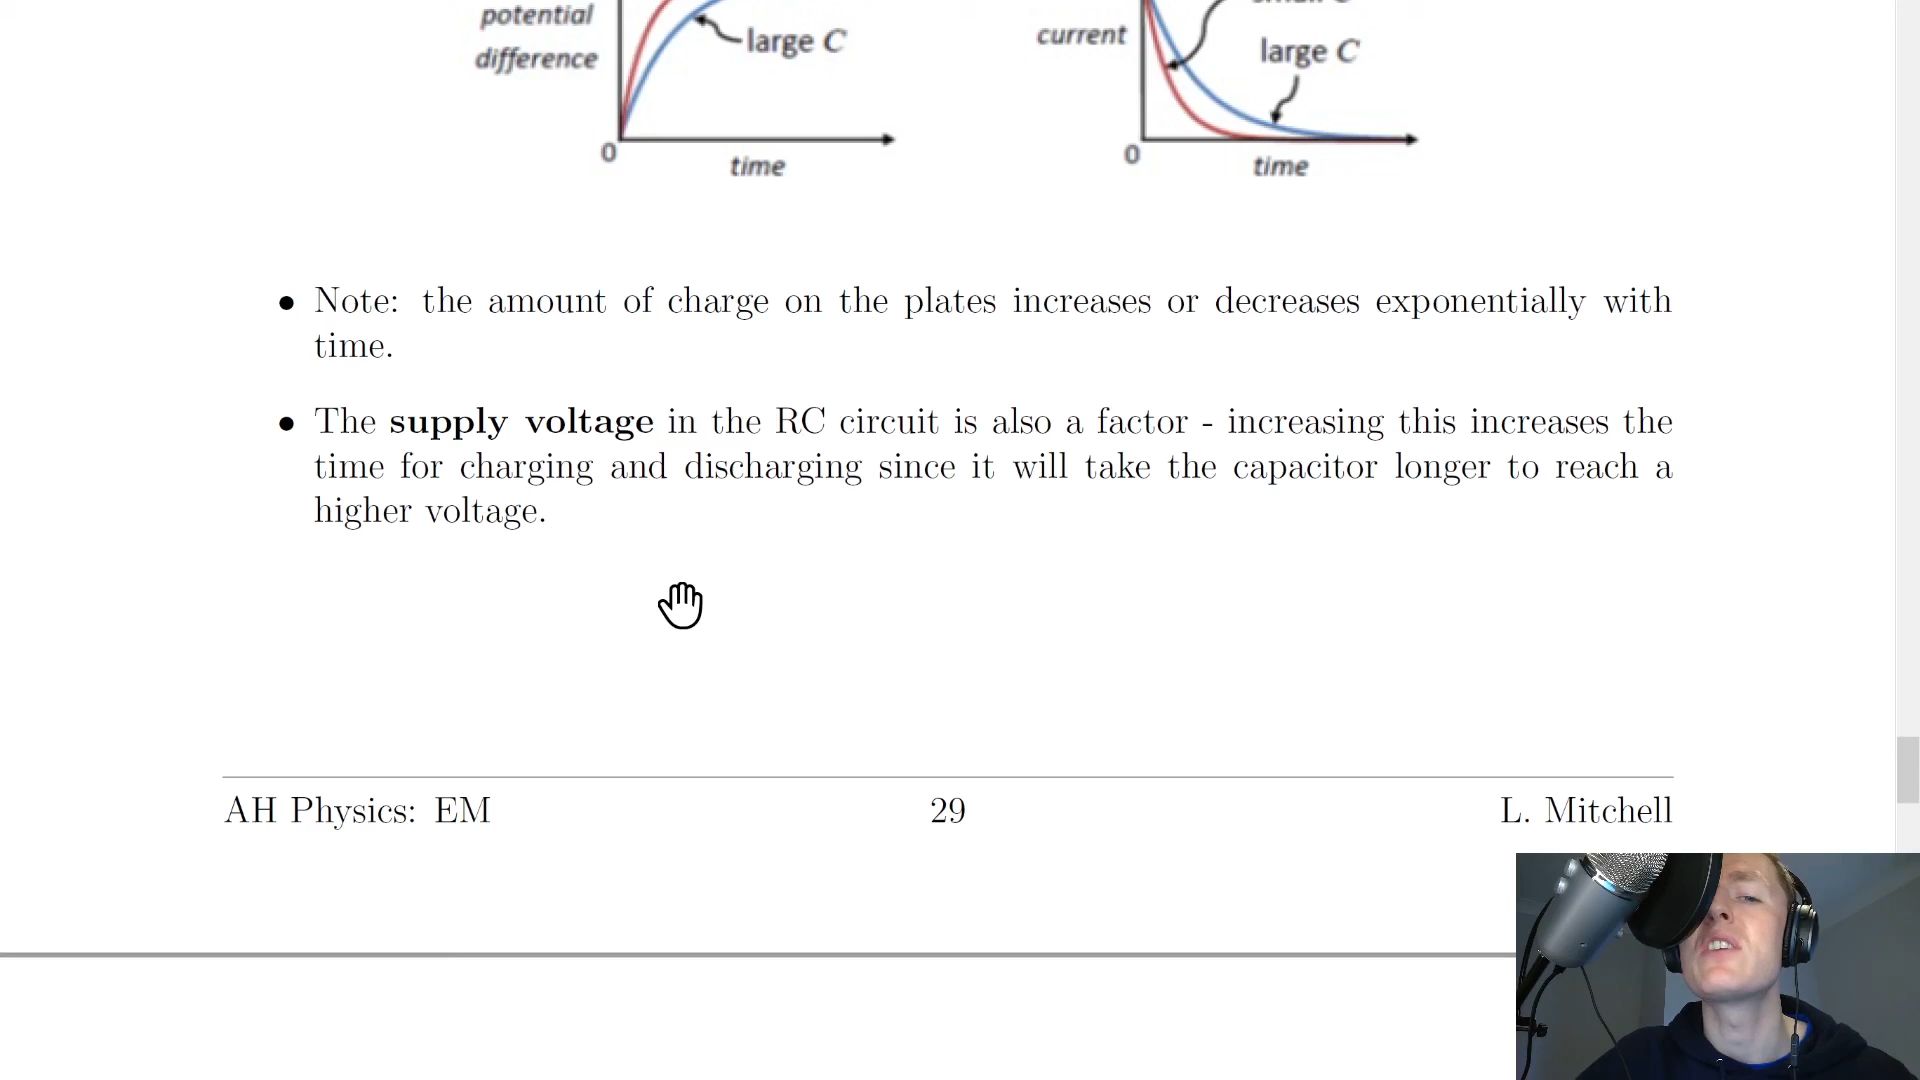 potential
difference
large C
0
time
current
large C
0
time
• Note: the amount of charge on the plates increases or decreases exponentially with
time.
• The supply voltage in the RC circuit is also a factor - increasing this increases the
time for charging and discharging since it will take the capacitor longer to reach a
higher voltage.
AH Physics: EM
29
L. Mitchell